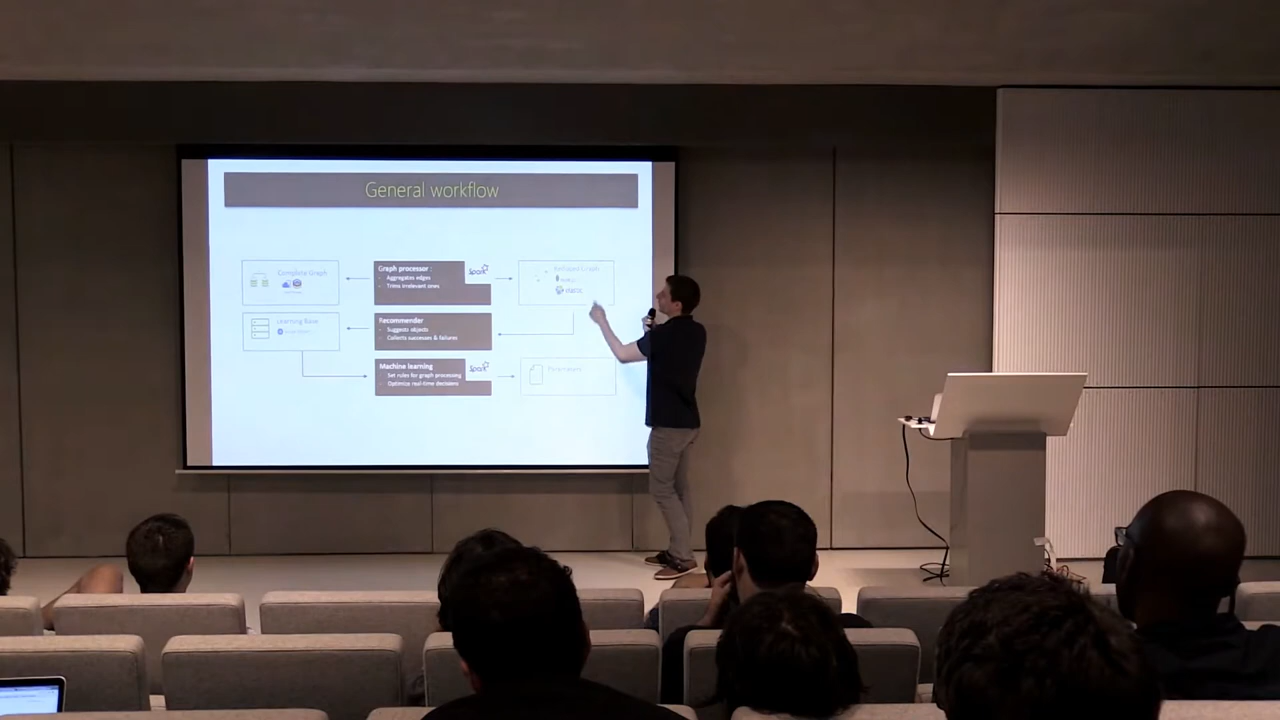 General workflow
Complete Graph
Graph processor :
- Aggregates edges
- Trims irrelevant ones
Spark
Learning Base
Recommender
- Suggests objects
- Collects successes & failures
Machine learning
- Set rules for graph processing
- Optimize real-time decisions
Spark